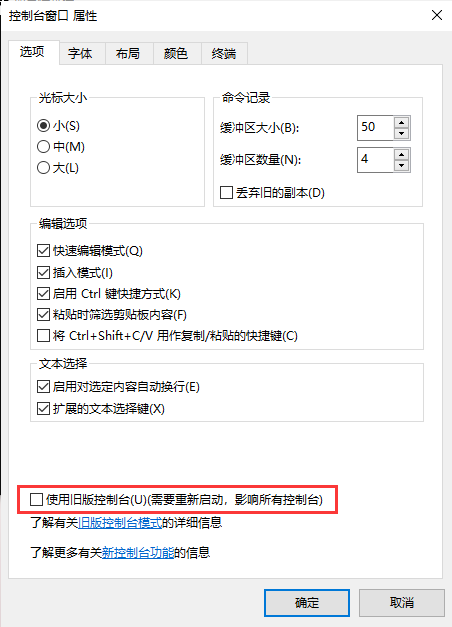 控制台窗口 属性
选项 字体 布局 颜色 终端
光标大小
小(S)
中(M)
大(L)
命令记录
缓冲区大小(B): 50
缓冲区数量(N): 4
丢弃旧的副本(D)
编辑选项
快速编辑模式(Q)
插入模式(I)
启用 Ctrl 键快捷方式(K)
粘贴时筛选剪贴板内容(F)
将 Ctrl+Shift+C/V 用作复制/粘贴的快捷键(C)
文本选择
启用对选定内容自动换行(E)
扩展的文本选择键(X)
使用旧版控制台(U)(需要重新启动，影响所有控制台)
了解有关旧版控制台模式的详细信息
了解更多有关新控制台功能的信息
确定 取消